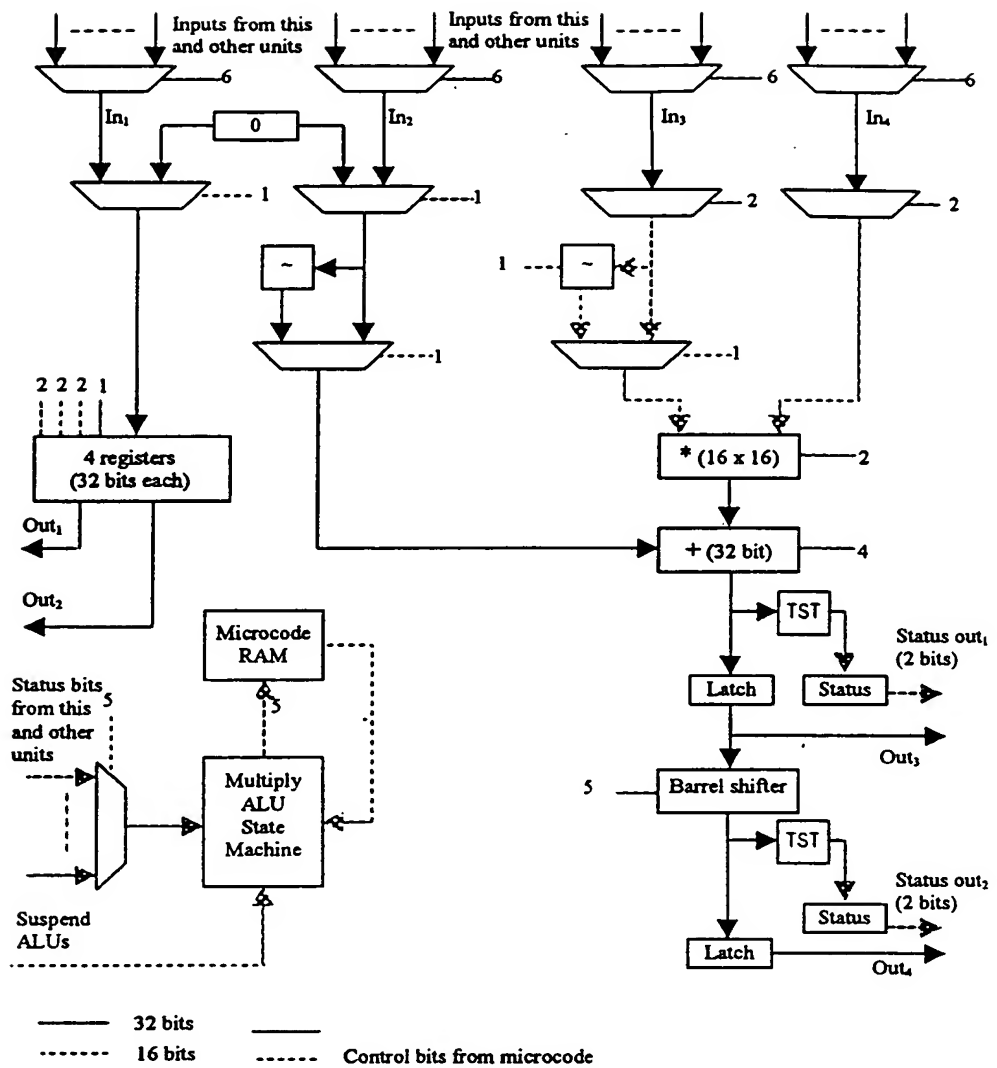 Inputs from this
and other units
Inputs from this
and other units
6
6
6
6
In₁
0
In₂
In₃
In₄
1
1
2
2
~
1
~
1
1
2 2 2 1
4 registers
(32 bits each)
* (16 x 16)
2
Out₁
+ (32 bit)
4
Out₂
Microcode
RAM
TST
Status out₁
(2 bits)
Status bits
from this
and other
units
5
5
Latch
Status
Out₃
Multiply
ALU
State
Machine
5
Barrel shifter
TST
Status out₂
(2 bits)
Suspend
ALUs
Status
Latch
Out₄
32 bits
16 bits
Control bits from microcode